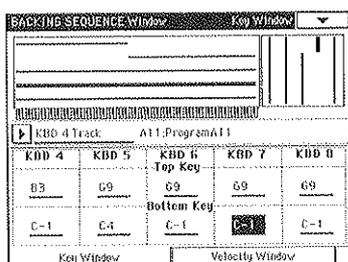 BACKING SEQUENCE Window Key Window
KBD 4 Track A11:ProgramA11
KBD 4 KBD 5 KBD 6 KBD 7 KBD 8
Top Key
B3 G9 G9 G9 G9
Bottom Key
C-1 C4 C-1 C-1 C-1
Key Window Velocity Window